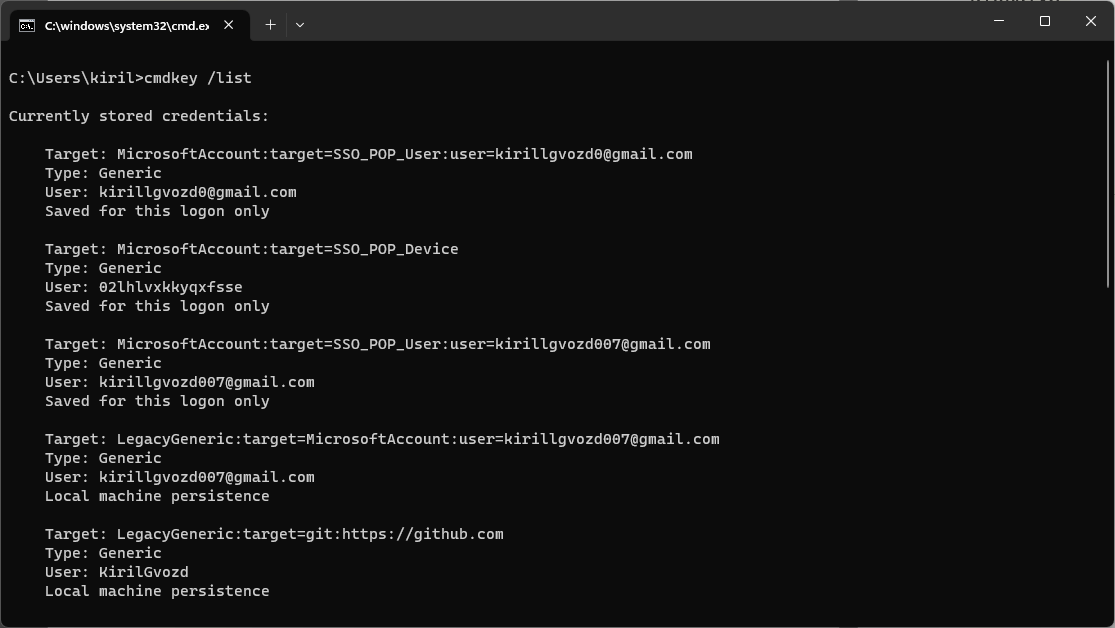 C:\windows\system32\cmd.ex
C:\Users\kiril>cmdkey /list
Currently stored credentials:
Target: MicrosoftAccount:target=SSO_POP_User:user=kirillgvozd0@gmail.com
Type: Generic
User: kirillgvozd0@gmail.com
Saved for this logon only
Target: MicrosoftAccount:target=SSO_POP_Device
Type: Generic
User: 02lhlvxkkyqxfsse
Saved for this logon only
Target: MicrosoftAccount:target=SSO_POP_User:user=kirillgvozd007@gmail.com
Type: Generic
User: kirillgvozd007@gmail.com
Saved for this logon only
Target: LegacyGeneric:target=MicrosoftAccount:user=kirillgvozd007@gmail.com
Type: Generic
User: kirillgvozd007@gmail.com
Local machine persistence
Target: LegacyGeneric:target=git:https://github.com
Type: Generic
User: KirilGvozd
Local machine persistence